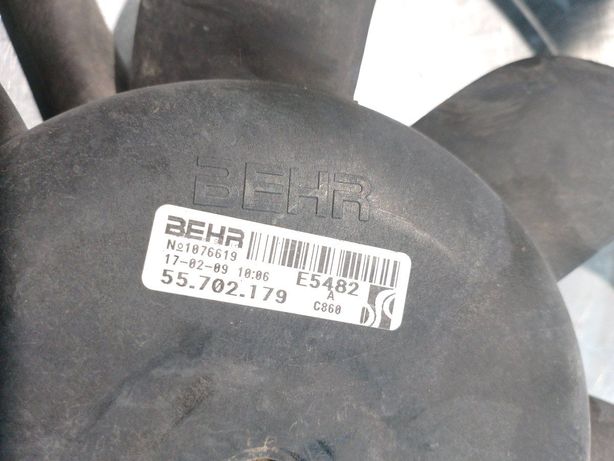 BEHR
BEHR
№1076619
17-02-09 10:06 E5482
55.702.179 A
C860